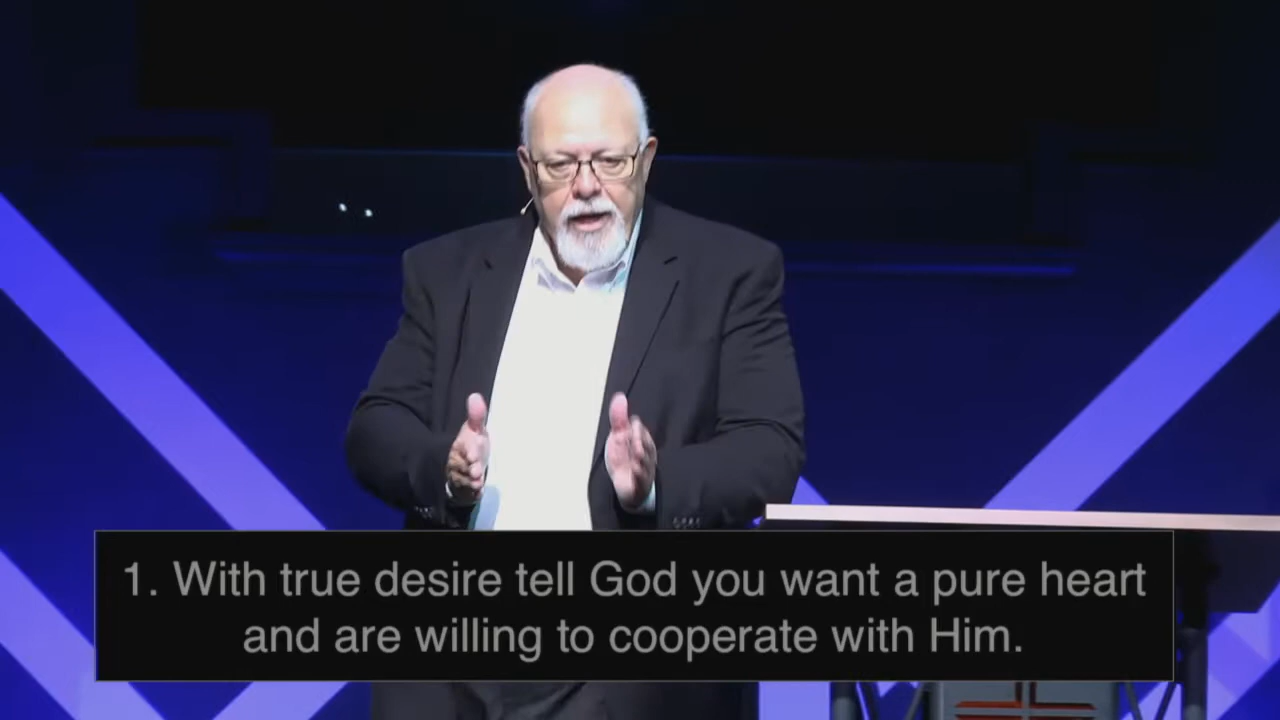 1. With true desire tell God you want a pure heart
and are willing to cooperate with Him.